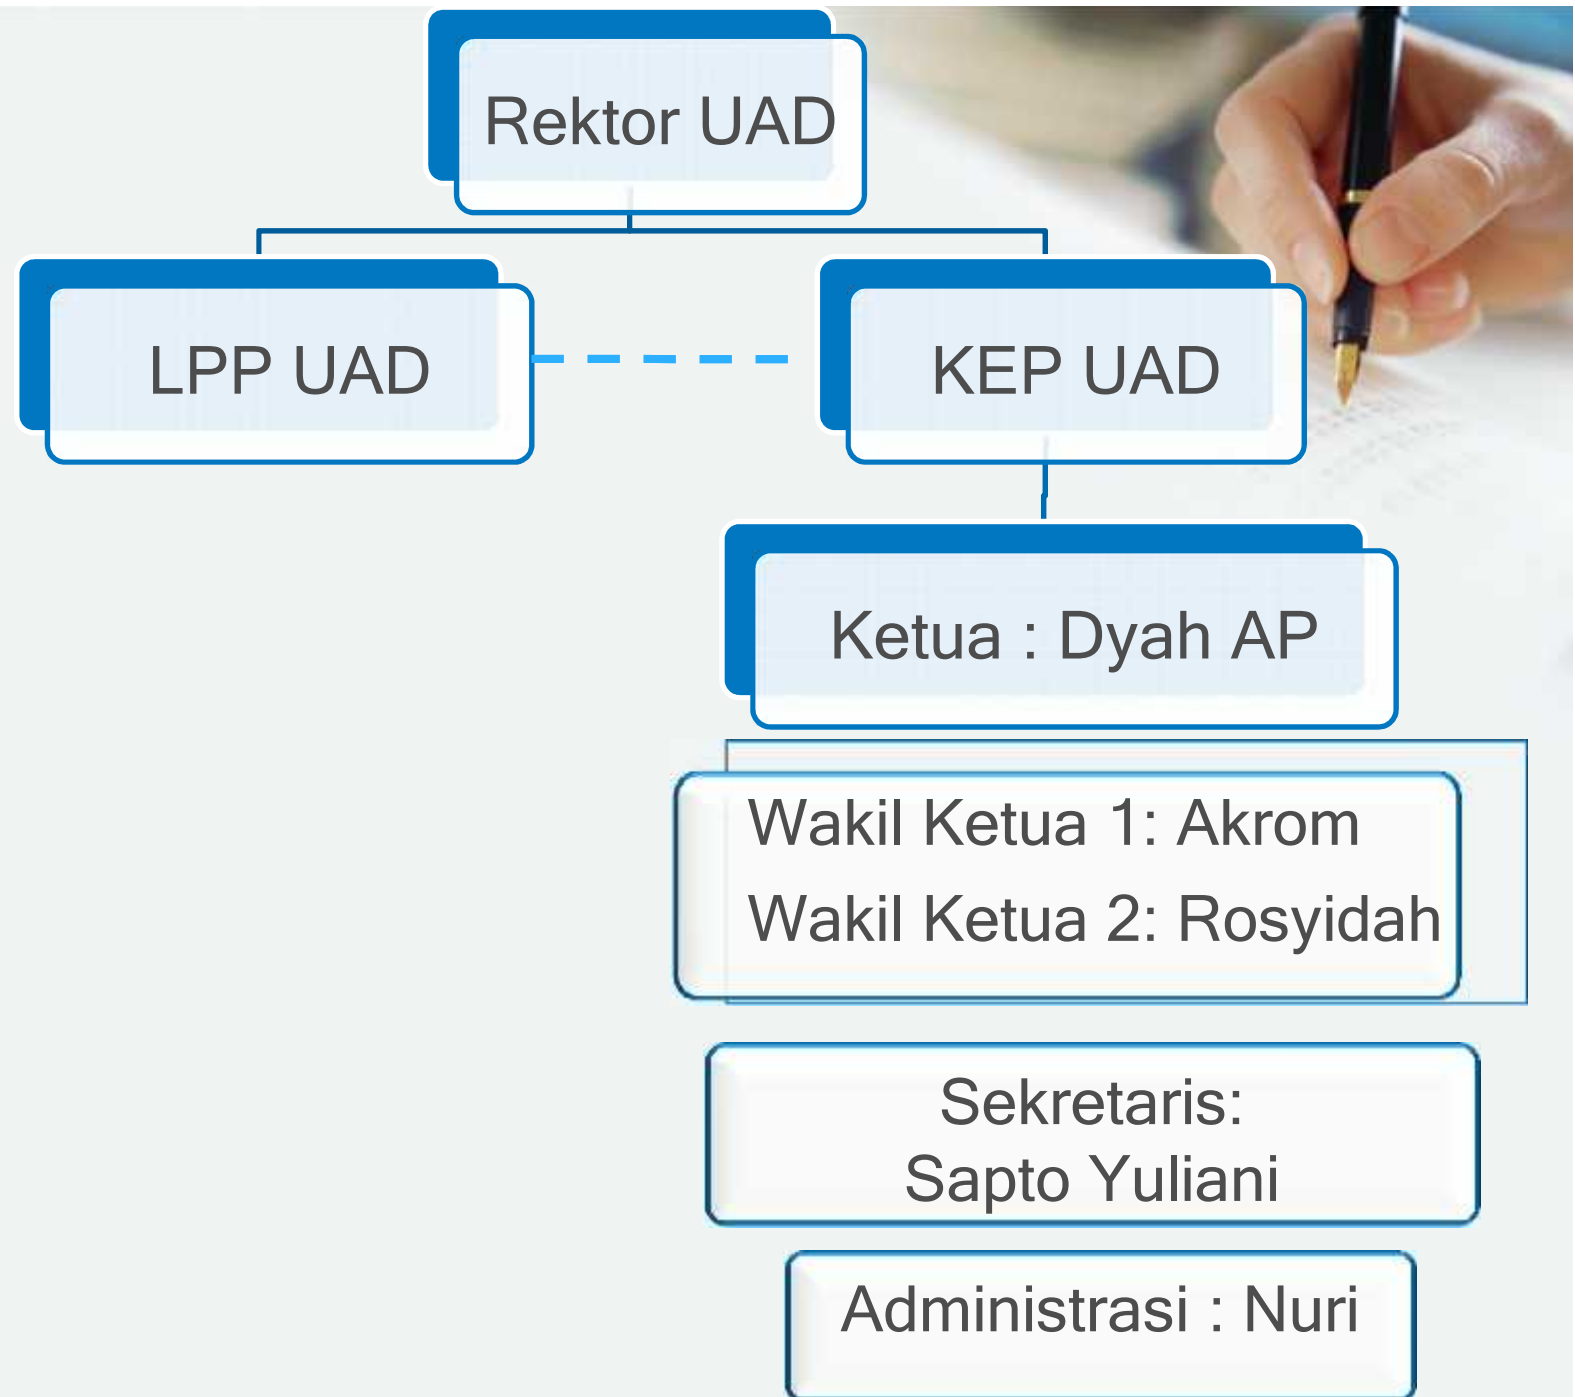 Rektor UAD
LPP UAD
KEP UAD
Ketua : Dyah AP
Wakil Ketua 1: Akrom
Wakil Ketua 2: Rosyidah
Sekretaris:
Sapto Yuliani
Administrasi : Nuri